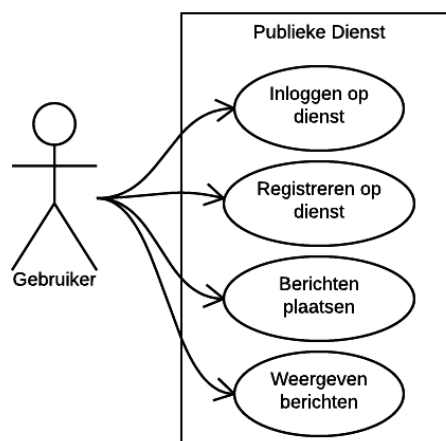 Publieke Dienst
Inloggen op
dienst
Registreren op
dienst
Gebruiker
Berichten
plaatsen
Weergeven
berichten